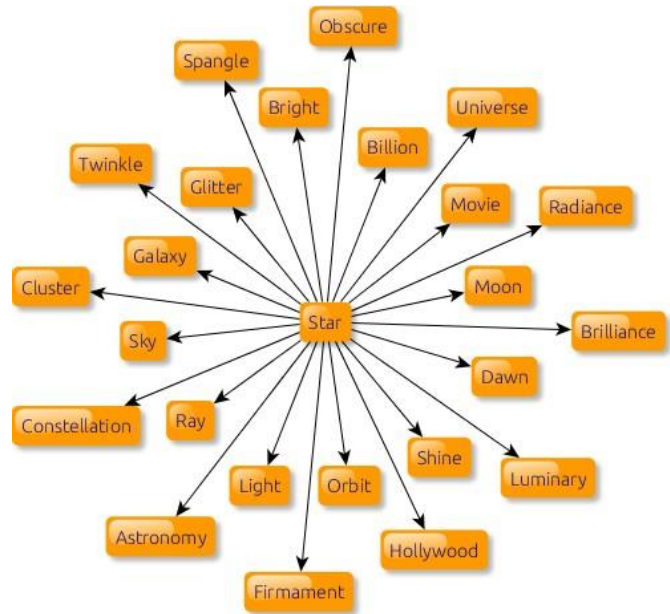 Obscure
Spangle
Bright
Universe
Billion
Twinkle
Glitter
Movie
Radiance
Galaxy
Cluster
Moon
Star
Sky
Brilliance
Dawn
Constellation
Ray
Shine
Light
Orbit
Luminary
Astronomy
Hollywood
Firmament